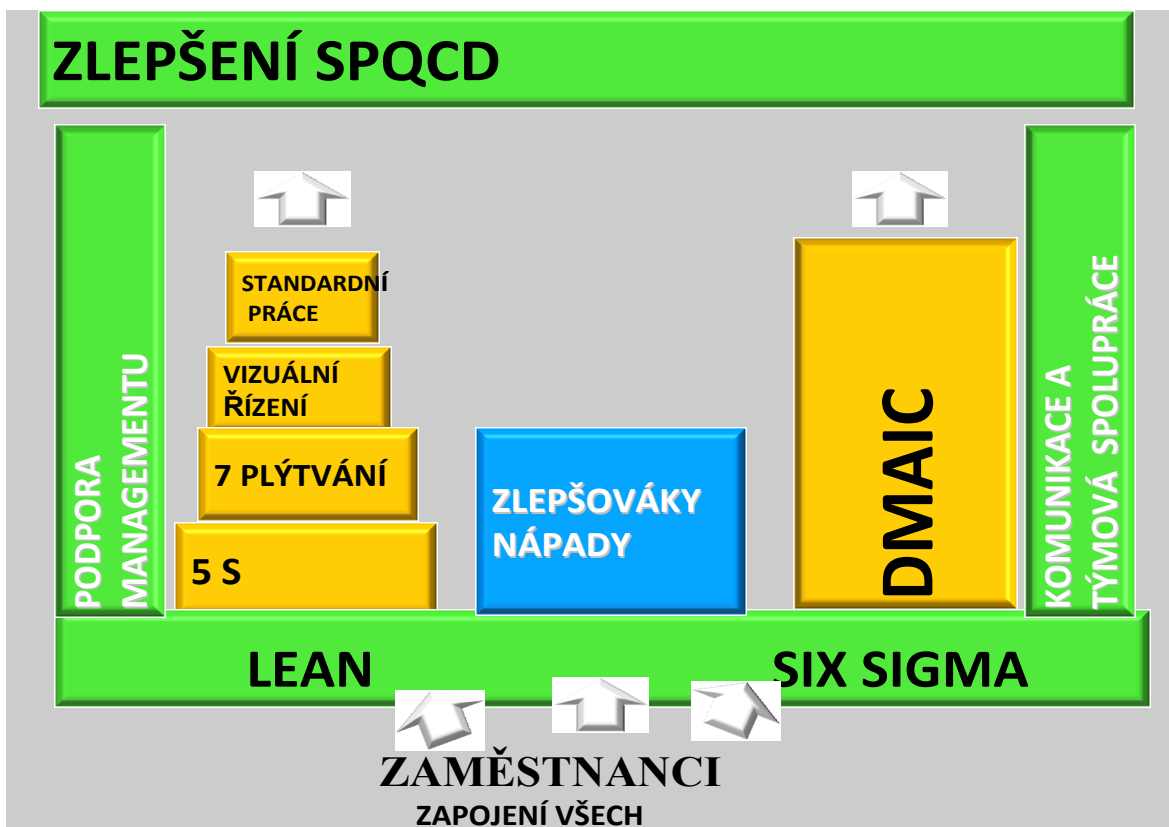 ZLEPŠENÍ SPQCD
PODPORA
MANAGEMENTU
STANDARDNÍ
PRÁCE
VIZUÁLNÍ
ŘÍZENÍ
7 PLÝTVÁNÍ
5 S
ZLEPŠOVÁKY
NÁPADY
DMAIC
KOMUNIKACE A
TÝMOVÁ SPOLUPRÁCE
LEAN
SIX SIGMA
ZAMĚSTNANCI
ZAPOJENÍ VŠECH